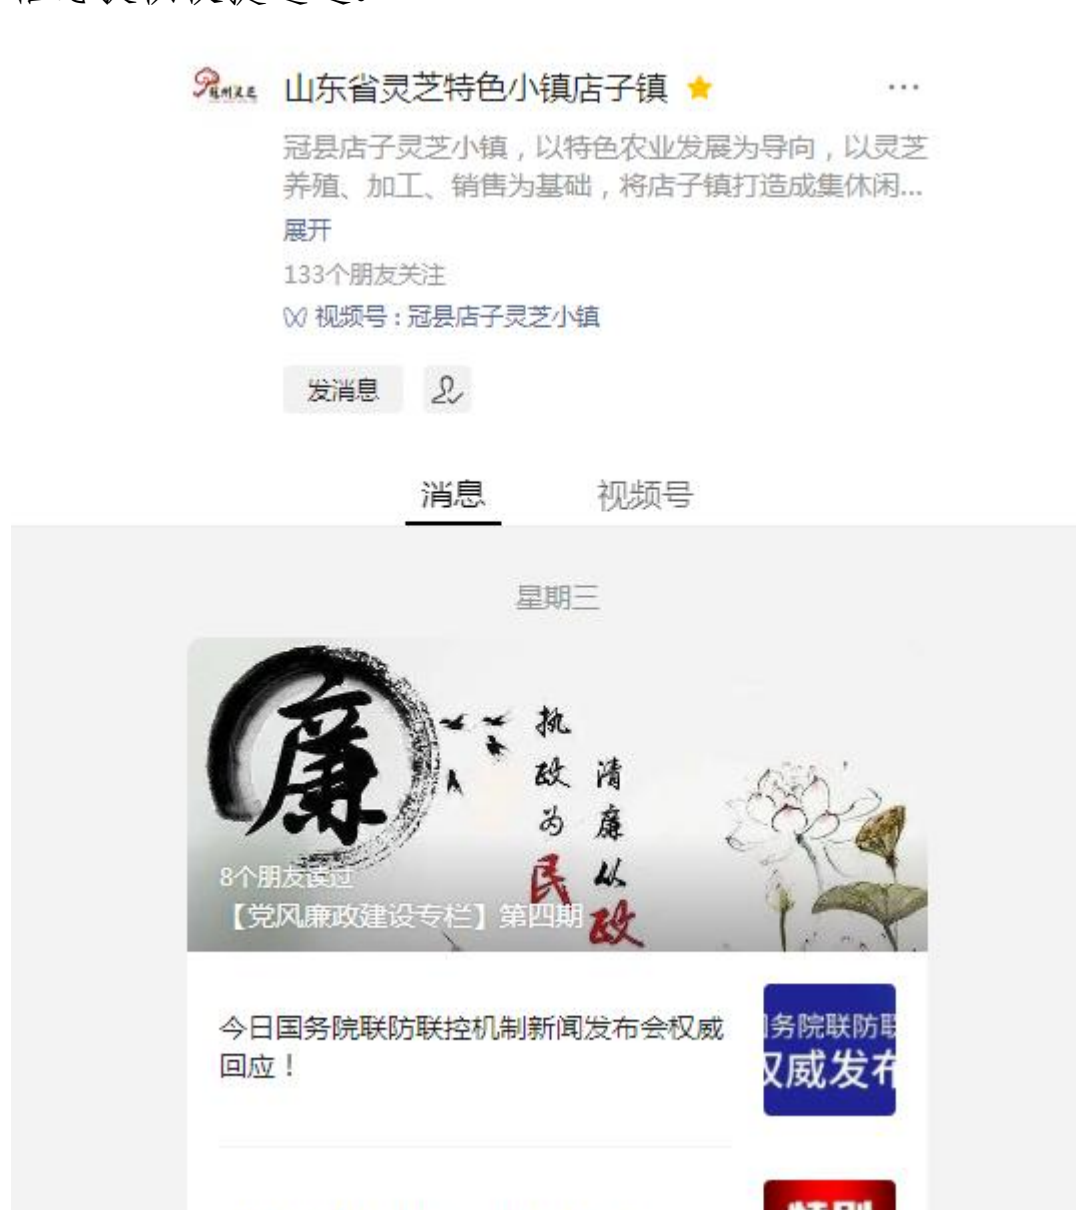 山东省灵芝特色小镇店子镇
冠县店子灵芝小镇，以特色农业发展为导向，以灵芝
养殖、加工、销售为基础，将店子镇打造成集休闲...
展开
133个朋友关注
视频号：冠县店子灵芝小镇
发消息
消息 视频号
星期三
廉
执政为民
清廉从政
8个朋友读过
【党风廉政建设专栏】第四期
今日国务院联防联控机制新闻发布会权威
回应！
务院联防联
权威发布
特别